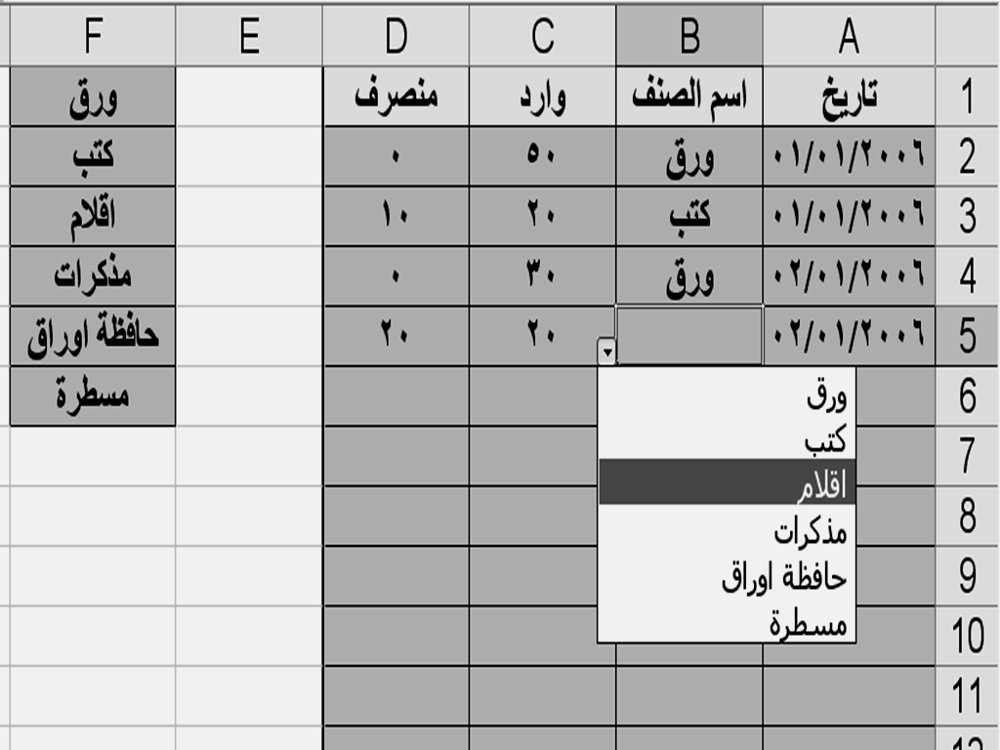 A B C D E F
1 تاريخ اسم الصنف وارد منصرف ورق
2 ٠١/٠١/٢٠٠٦ ورق ٥٠ ٠ كتب
3 ٠١/٠١/٢٠٠٦ كتب ٢٠ ١٠ اقلام
4 ٠٢/٠١/٢٠٠٦ ورق ٣٠ ٠ مذكرات
5 ٠٢/٠١/٢٠٠٦ ٢٠ ٢٠ حافظة اوراق
6 مسطرة
7
8
9
10
11
12
ورق
كتب
اقلام
مذكرات
حافظة اوراق
مسطرة